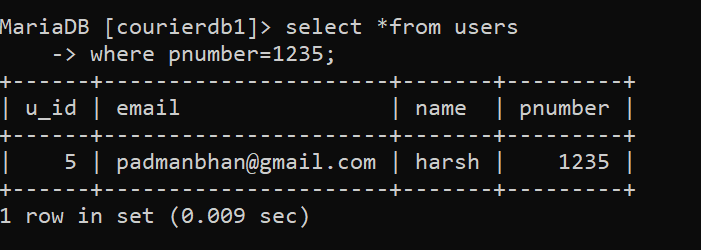 MariaDB [courierdb1]> select *from users
    -> where pnumber=1235;
+------+----------------------+-------+---------+
| u_id | email                | name  | pnumber |
+------+----------------------+-------+---------+
|    5 | padmanbhan@gmail.com | harsh |    1235 |
+------+----------------------+-------+---------+
1 row in set (0.009 sec)